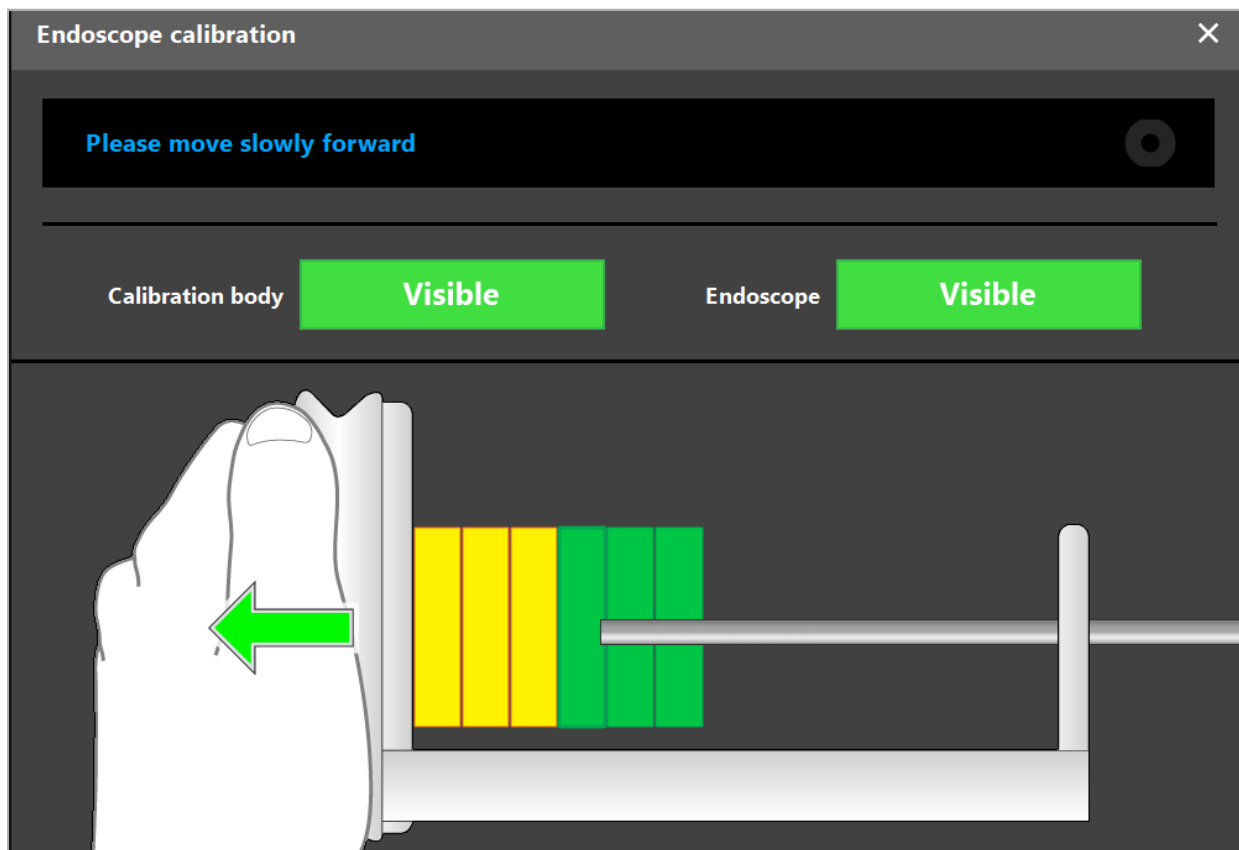 Endoscope calibration
Please move slowly forward
Calibration body Visible Endoscope Visible